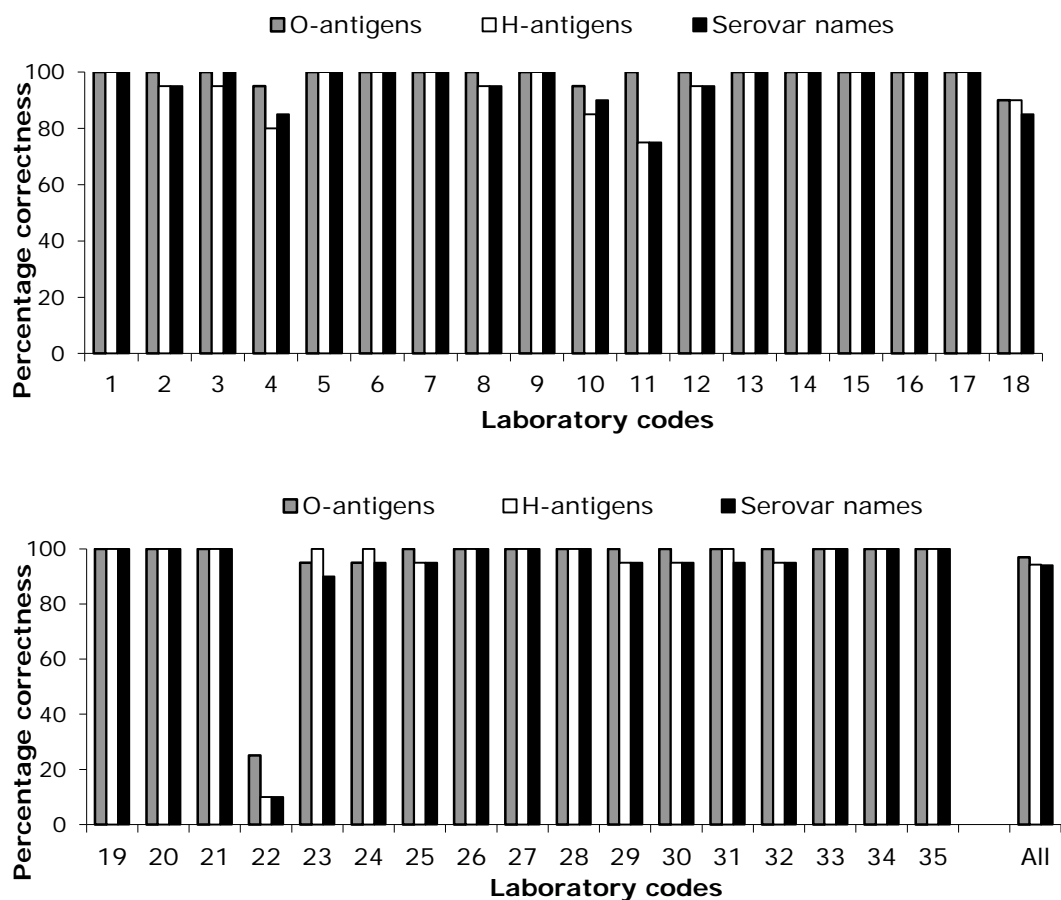 O-antigens H-antigens Serovar names
Percentage correctness
100
80
60
40
20
0
1 2 3 4 5 6 7 8 9 10 11 12 13 14 15 16 17 18
Laboratory codes
O-antigens H-antigens Serovar names
Percentage correctness
100
80
60
40
20
0
19 20 21 22 23 24 25 26 27 28 29 30 31 32 33 34 35 All
Laboratory codes